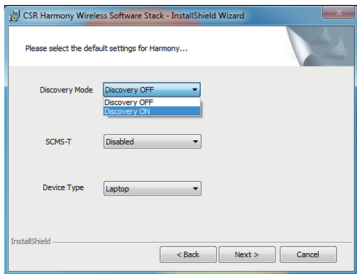 CSR Harmony Wireless Software Stack - InstallShield Wizard
Please select the default settings for Harmony...
Discovery Mode Discovery OFF
Discovery OFF
Discovery ON
SCMS-T Disabled
Device Type Laptop
InstallShield
< Back Next > Cancel